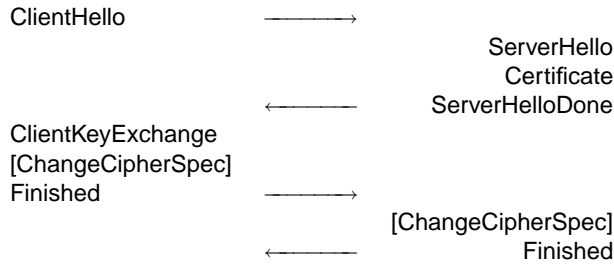 ClientHello
ServerHello
Certificate
ServerHelloDone
ClientKeyExchange
[ChangeCipherSpec]
Finished
[ChangeCipherSpec]
Finished